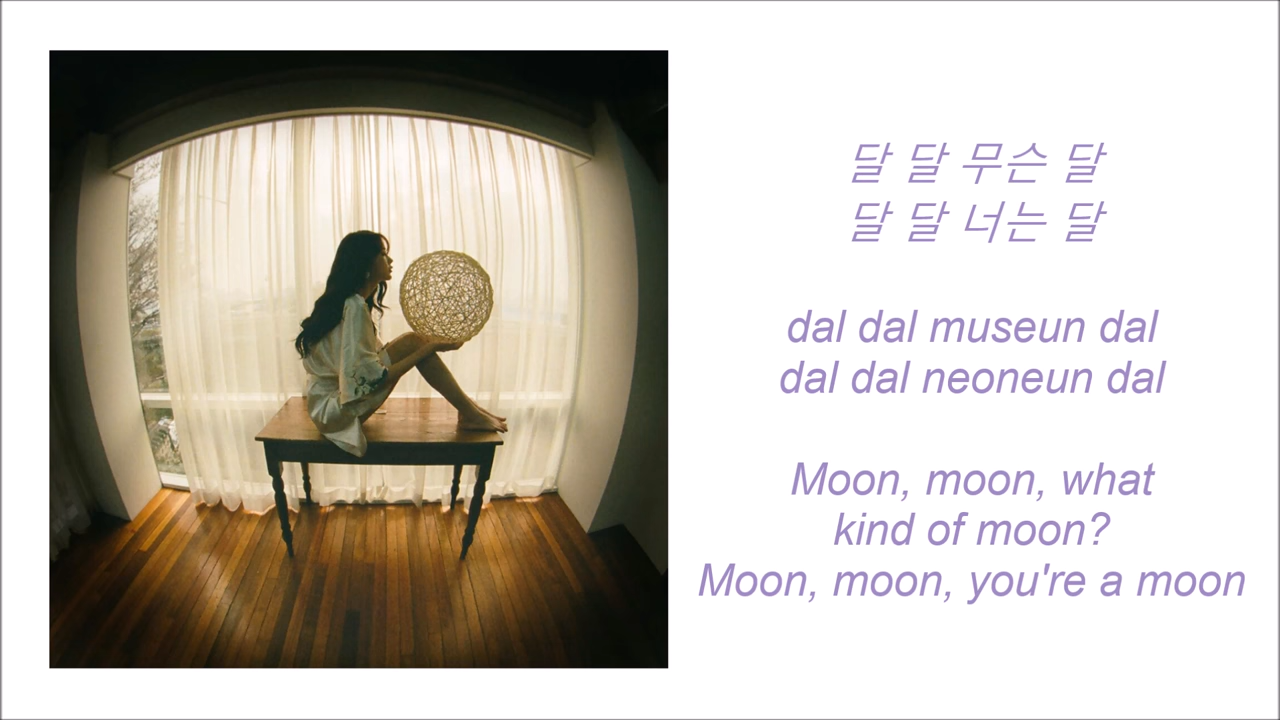 달 달 무슨 달
달 달 너는 달
dal dal museun dal
dal dal neoneun dal
Moon, moon, what
kind of moon?
Moon, moon, you're a moon